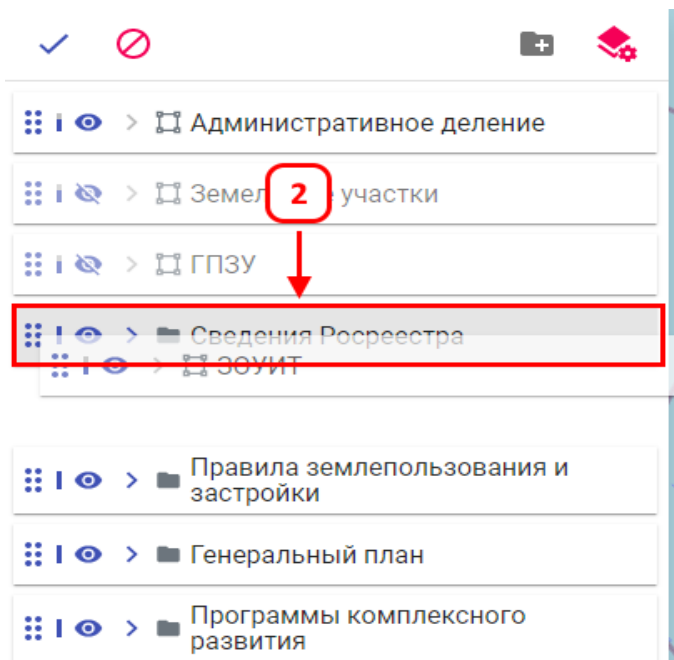 Административное деление
Земел участки
2
ГПЗУ
Сведения Росреестра
ЗОУИТ
Правила землепользования и
застройки
Генеральный план
Программы комплексного
развития